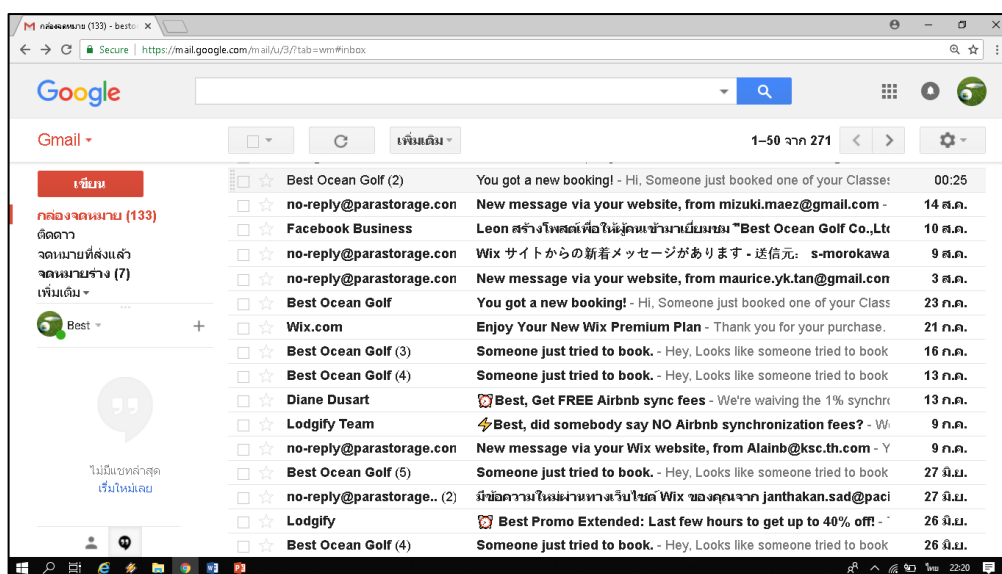 กล่องจดหมาย (133) - besto
Secure | https://mail.google.com/mail/u/3/?tab=wm#inbox
Google
Gmail
เพิ่มเติม
1–50 จาก 271
เขียน
กล่องจดหมาย (133)
ติดดาว
จดหมายที่ส่งแล้ว
จดหมายร่าง (7)
เพิ่มเติม
Best
ไม่มีแชทล่าสุด
เริ่มใหม่เลย
Best Ocean Golf (2) You got a new booking! - Hi, Someone just booked one of your Classes 00:25
no-reply@parastorage.con New message via your website, from mizuki.maez@gmail.com - 14 ส.ค.
Facebook Business Leon สร้างโพสต์เพื่อให้ผู้คนเข้ามาเยี่ยมชม "Best Ocean Golf Co.,Ltd 10 ส.ค.
no-reply@parastorage.con Wix サイトからの新着メッセージがあります - 送信元: s-morokawa 9 ส.ค.
no-reply@parastorage.con New message via your website, from maurice.yk.tan@gmail.com 3 ส.ค.
Best Ocean Golf You got a new booking! - Hi, Someone just booked one of your Class 23 ก.ค.
Wix.com Enjoy Your New Wix Premium Plan - Thank you for your purchase. 21 ก.ค.
Best Ocean Golf (3) Someone just tried to book. - Hey, Looks like someone tried to book 16 ก.ค.
Best Ocean Golf (4) Someone just tried to book. - Hey, Looks like someone tried to book 13 ก.ค.
Diane Dusart ⏰Best, Get FREE Airbnb sync fees - We're waiving the 1% synchro 13 ก.ค.
Lodgify Team ⚡Best, did somebody say NO Airbnb synchronization fees? - W 9 ก.ค.
no-reply@parastorage.con New message via your Wix website, from Alainb@ksc.th.com - Y 9 ก.ค.
Best Ocean Golf (5) Someone just tried to book. - Hey, Looks like someone tried to book 27 มิ.ย.
no-reply@parastorage.. (2) มีข้อความใหม่ผ่านทางเว็บไซต์ Wix ของคุณจาก janthakan.sad@paci 27 มิ.ย.
Lodgify ⏰ Best Promo Extended: Last few hours to get up to 40% off! - 26 มิ.ย.
Best Ocean Golf (4) Someone just tried to book. - Hey, Looks like someone tried to book 26 มิ.ย.
ไทย 22:20